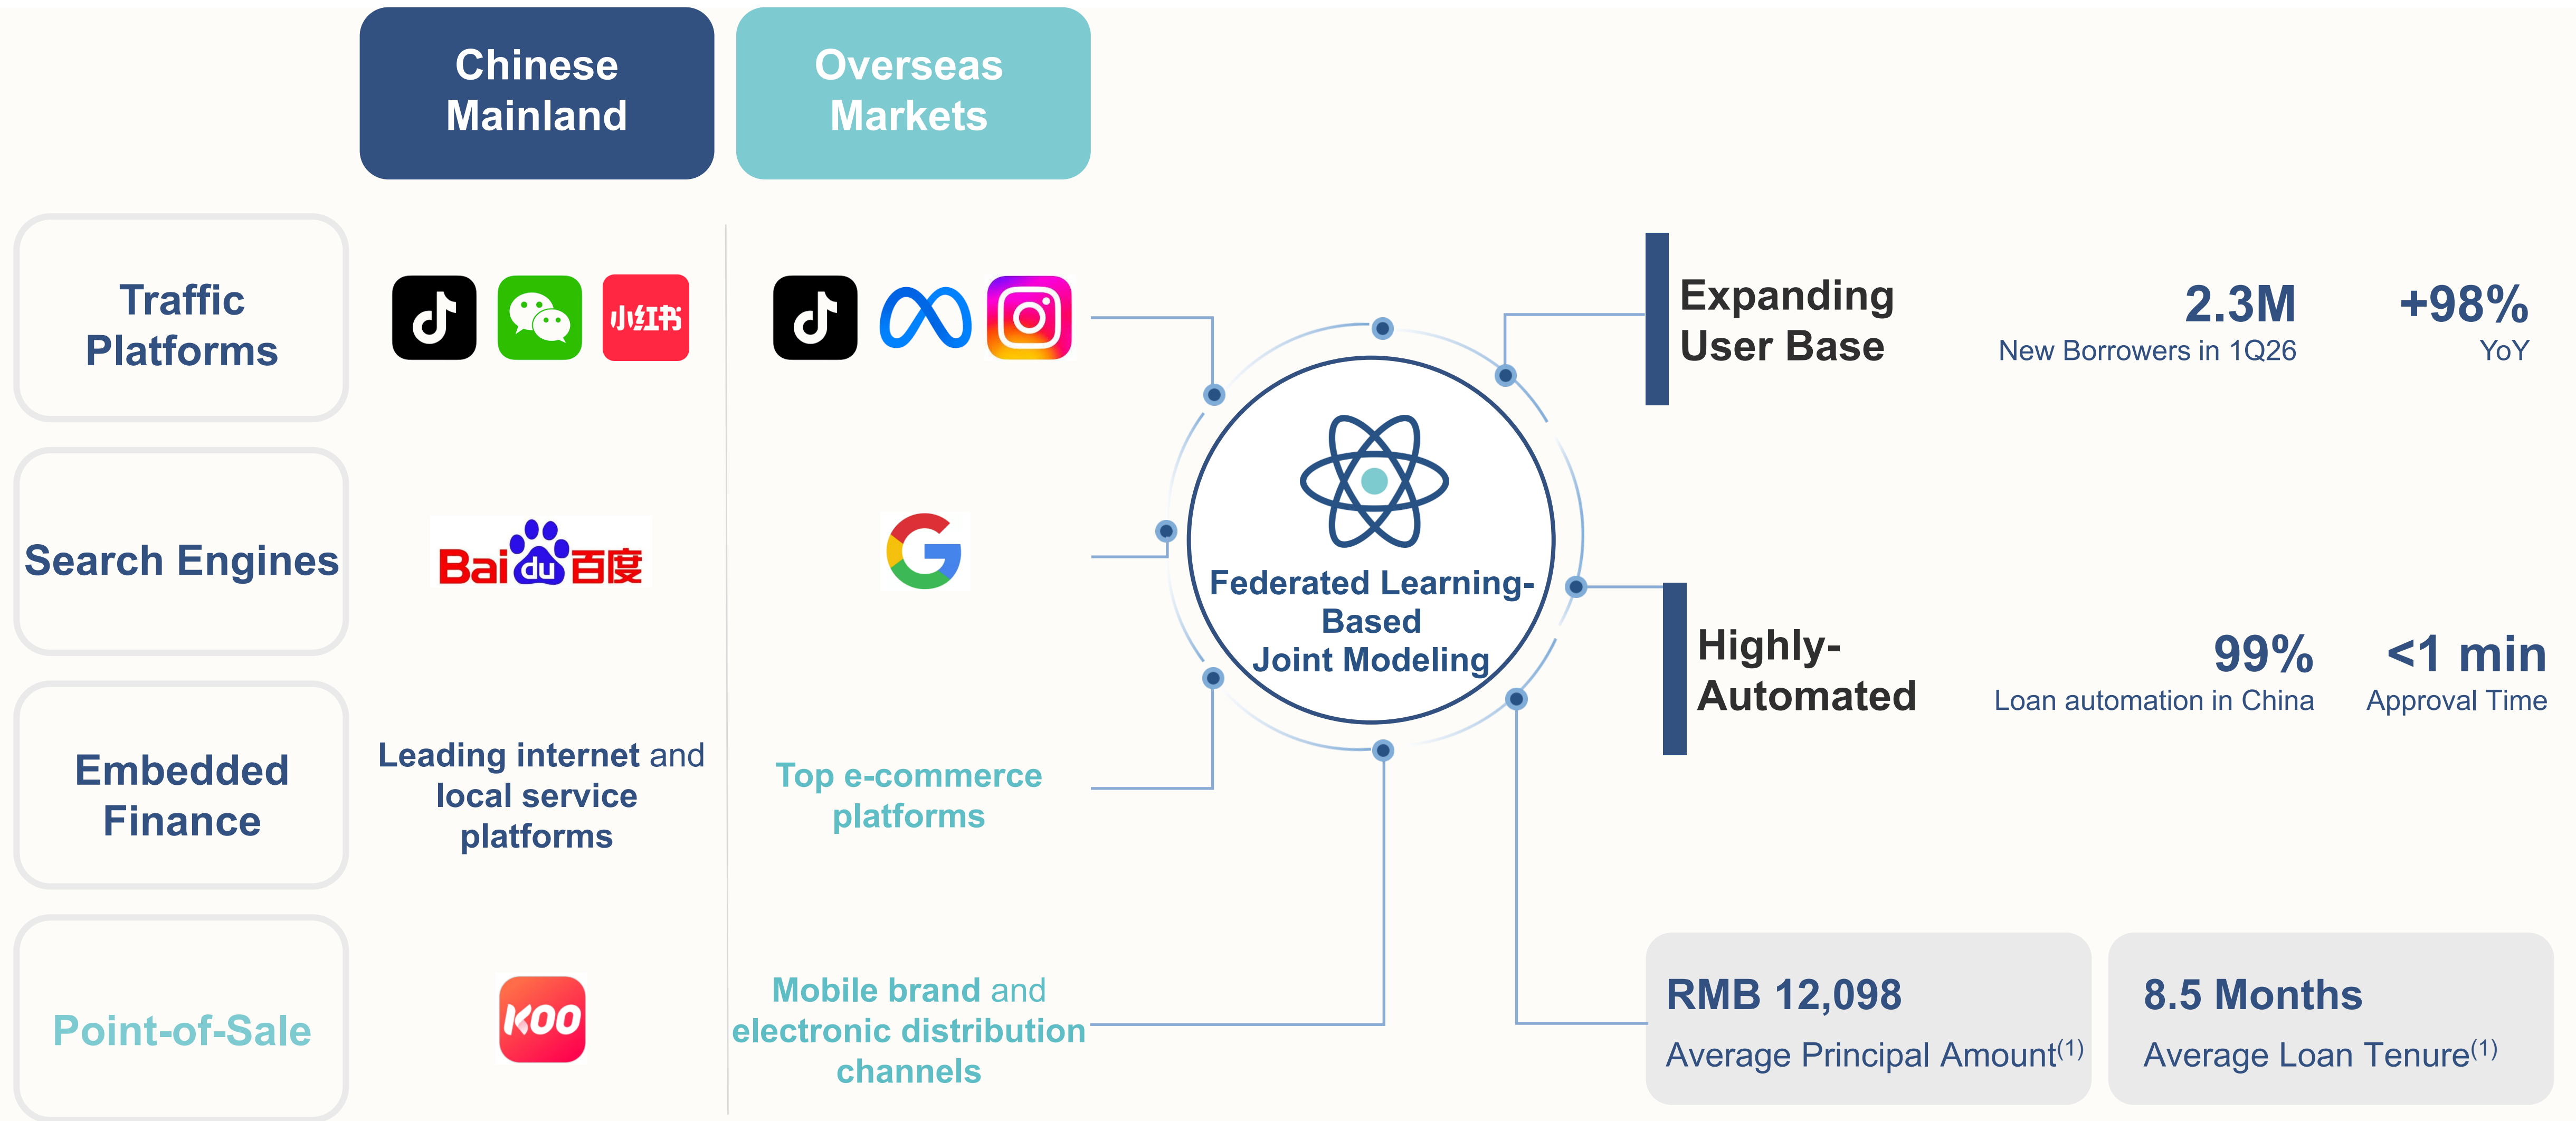 Chinese
Mainland
Overseas
Markets
Traffic
Platforms
小红书
Expanding
User Base
2.3M
New Borrowers in 1Q26
+98%
YoY
Search Engines
Bai du 百度
G
Federated Learning-
Based
Joint Modeling
Highly-
Automated
99%
Loan automation in China
<1 min
Approval Time
Embedded
Finance
Leading internet and
local service
platforms
Top e-commerce
platforms
Point-of-Sale
KOO
Mobile brand and
electronic distribution
channels
RMB 12,098
Average Principal Amount(1)
8.5 Months
Average Loan Tenure(1)